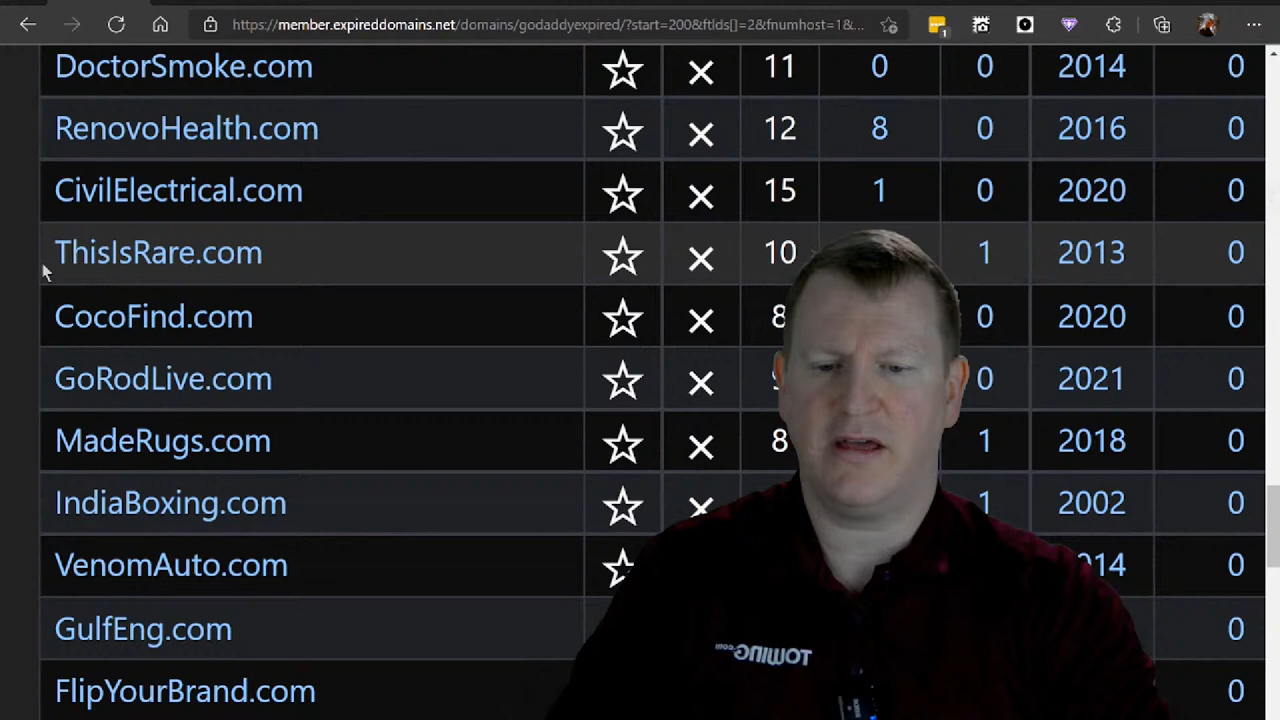 https://member.expireddomains.net/domains/godaddyexpired/?start=200&ftlds[]=2&fnumhost=1&...
1
DoctorSmoke.com 11 0 0 2014 0
RenovoHealth.com 12 8 0 2016 0
CivilElectrical.com 15 1 0 2020 0
ThisIsRare.com 10 1 2013 0
CocoFind.com 8 0 2020 0
GoRodLive.com 0 2021 0
MadeRugs.com 8 1 2018 0
IndiaBoxing.com 1 2002 0
VenomAuto.com 014 0
GulfEng.com 0
FlipYourBrand.com 0
TOWING.com